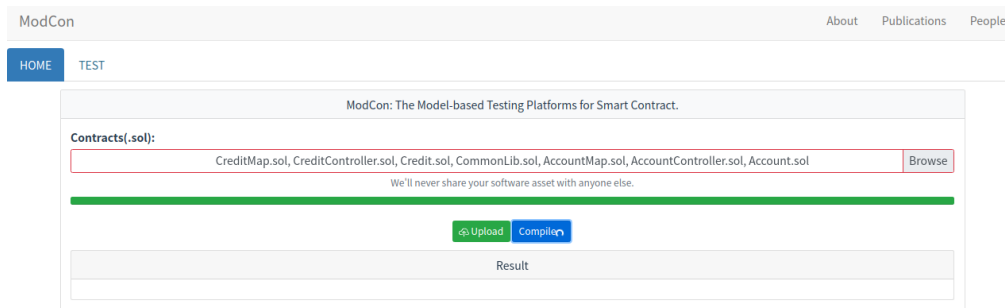 ModCon About Publications People
HOME TEST
ModCon: The Model-based Testing Platforms for Smart Contract.
Contracts(.sol):
CreditMap.sol, CreditController.sol, Credit.sol, CommonLib.sol, AccountMap.sol, AccountController.sol, Account.sol Browse
We'll never share your software asset with anyone else.
Upload Compile
Result